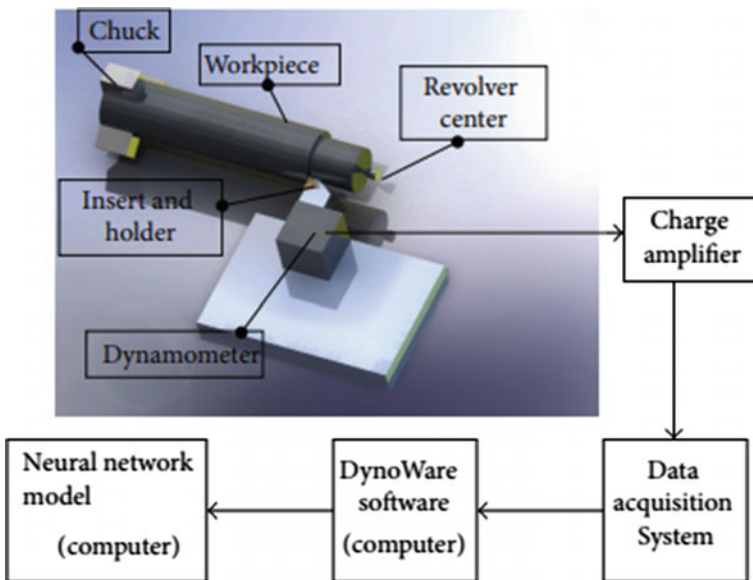 Chuck
Workpiece
Revolver
center
Insert and
holder
Dynamometer
Charge
amplifier
Neural network
model
(computer)
DynoWare
software
(computer)
Data
acquisition
System